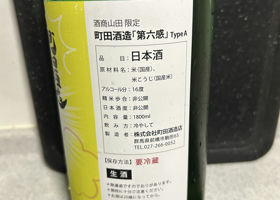 酒商山田 限定
町田酒造「第六感」TypeA
品目 日本酒
原材料名 米(国産)、
米こうじ(国産米)
アルコール分 16度
精米歩合 非公開
日本酒度 非公開
内容量 1800ml
飲み方 冷やして
製造者 株式会社町田酒造店
群馬県前橋市駒形町65
TEL:027-266-0052
【保存方法】要冷蔵
生酒